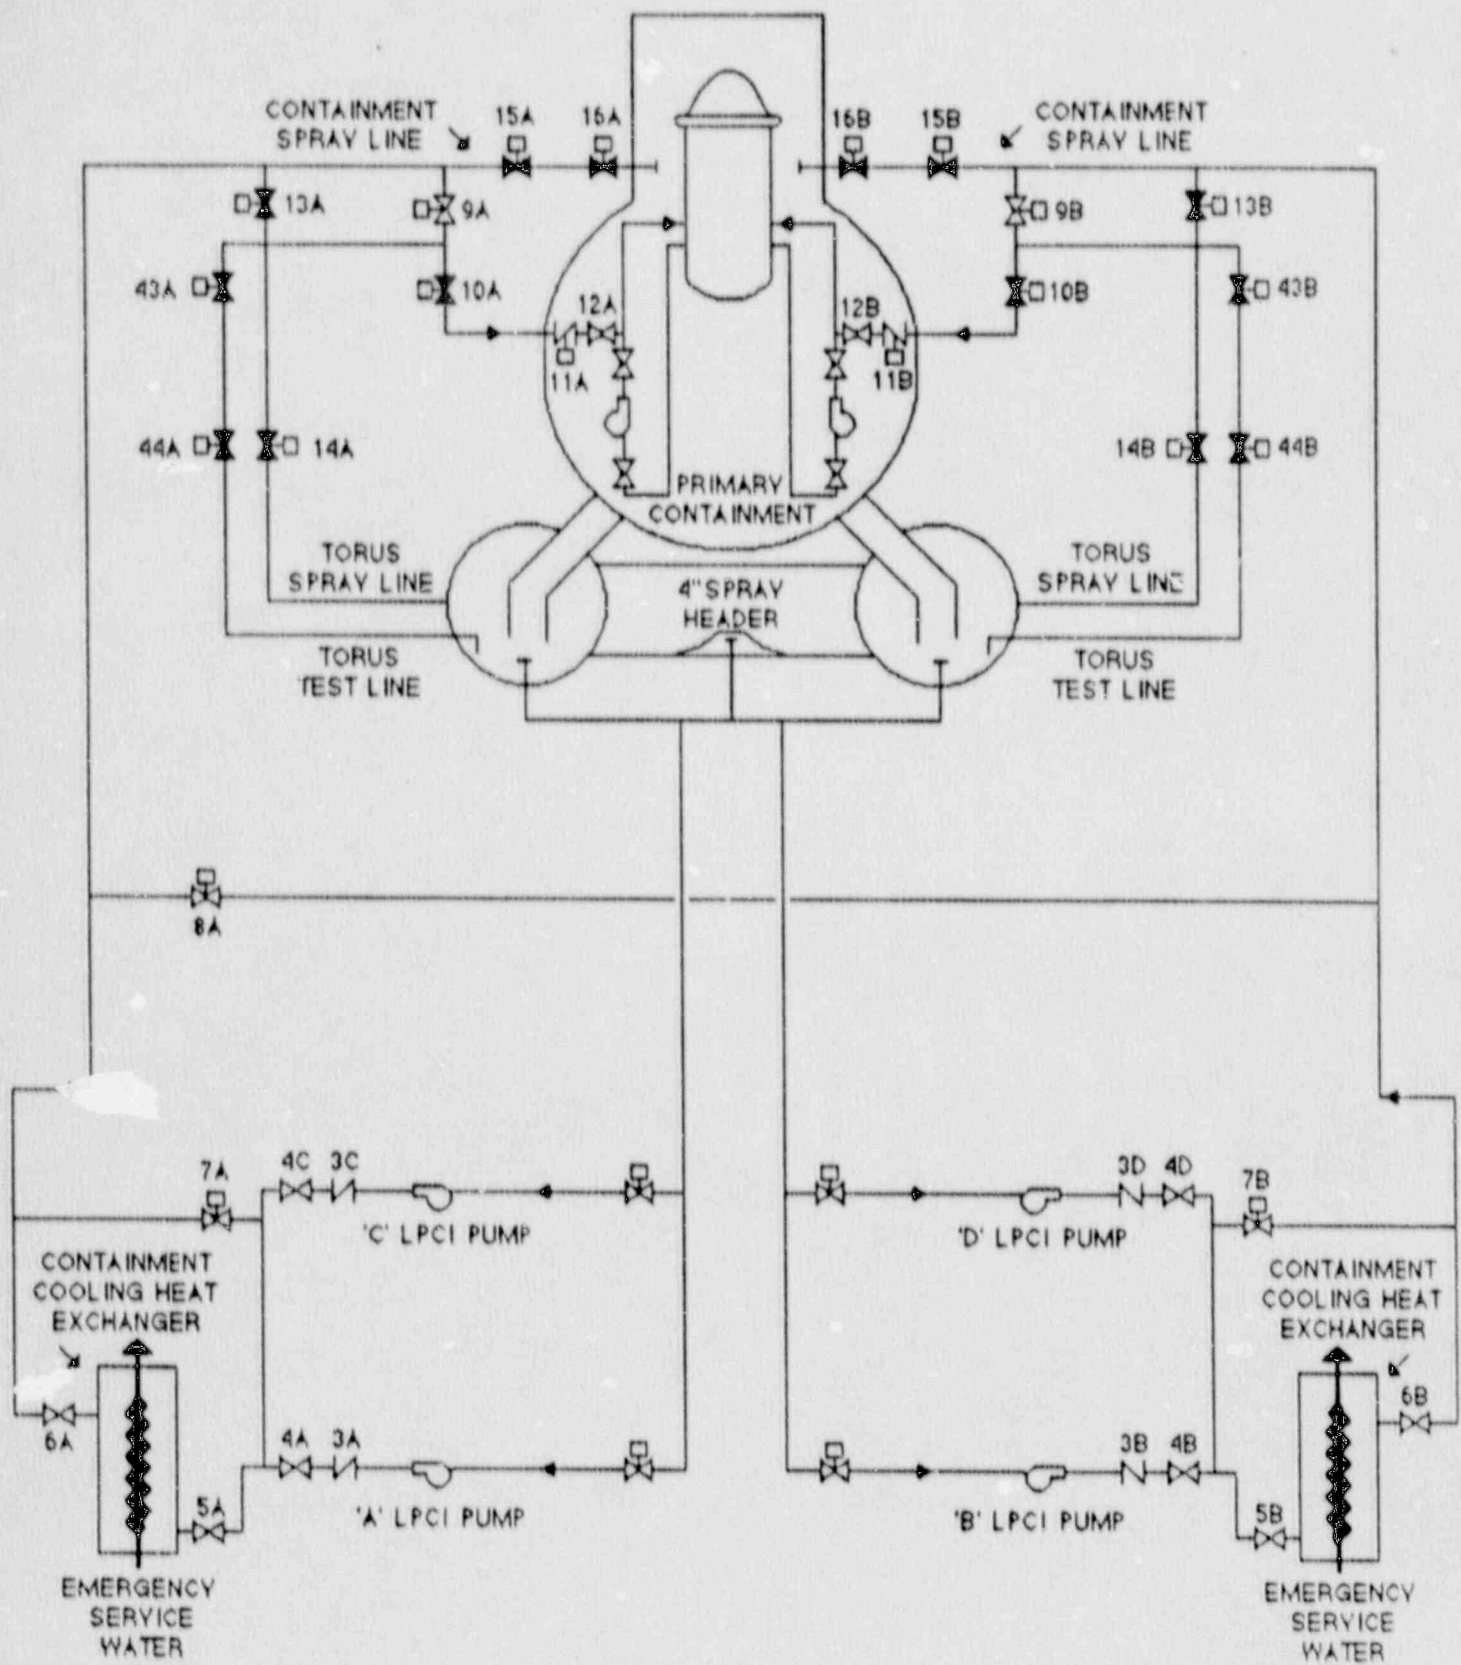 CONTAINMENT
SPRAY LINE
15A
16A
16B
15B
CONTAINMENT
SPRAY LINE
13A
9A
9B
13B
43A
10A
12A
12B
10B
43B
11A
11B
44A
14A
14B
44B
PRIMARY
CONTAINMENT
TORUS
SPRAY LINE
4" SPRAY
HEADER
TORUS
SPRAY LINE
TORUS
TEST LINE
TORUS
TEST LINE
8A
7A
4C
3C
3D
4D
7B
'C' LPCI PUMP
'D' LPCI PUMP
CONTAINMENT
COOLING HEAT
EXCHANGER
CONTAINMENT
COOLING HEAT
EXCHANGER
6A
4A
3A
3B
4B
6B
5A
'A' LPCI PUMP
'B' LPCI PUMP
5B
EMERGENCY
SERVICE
WATER
EMERGENCY
SERVICE
WATER